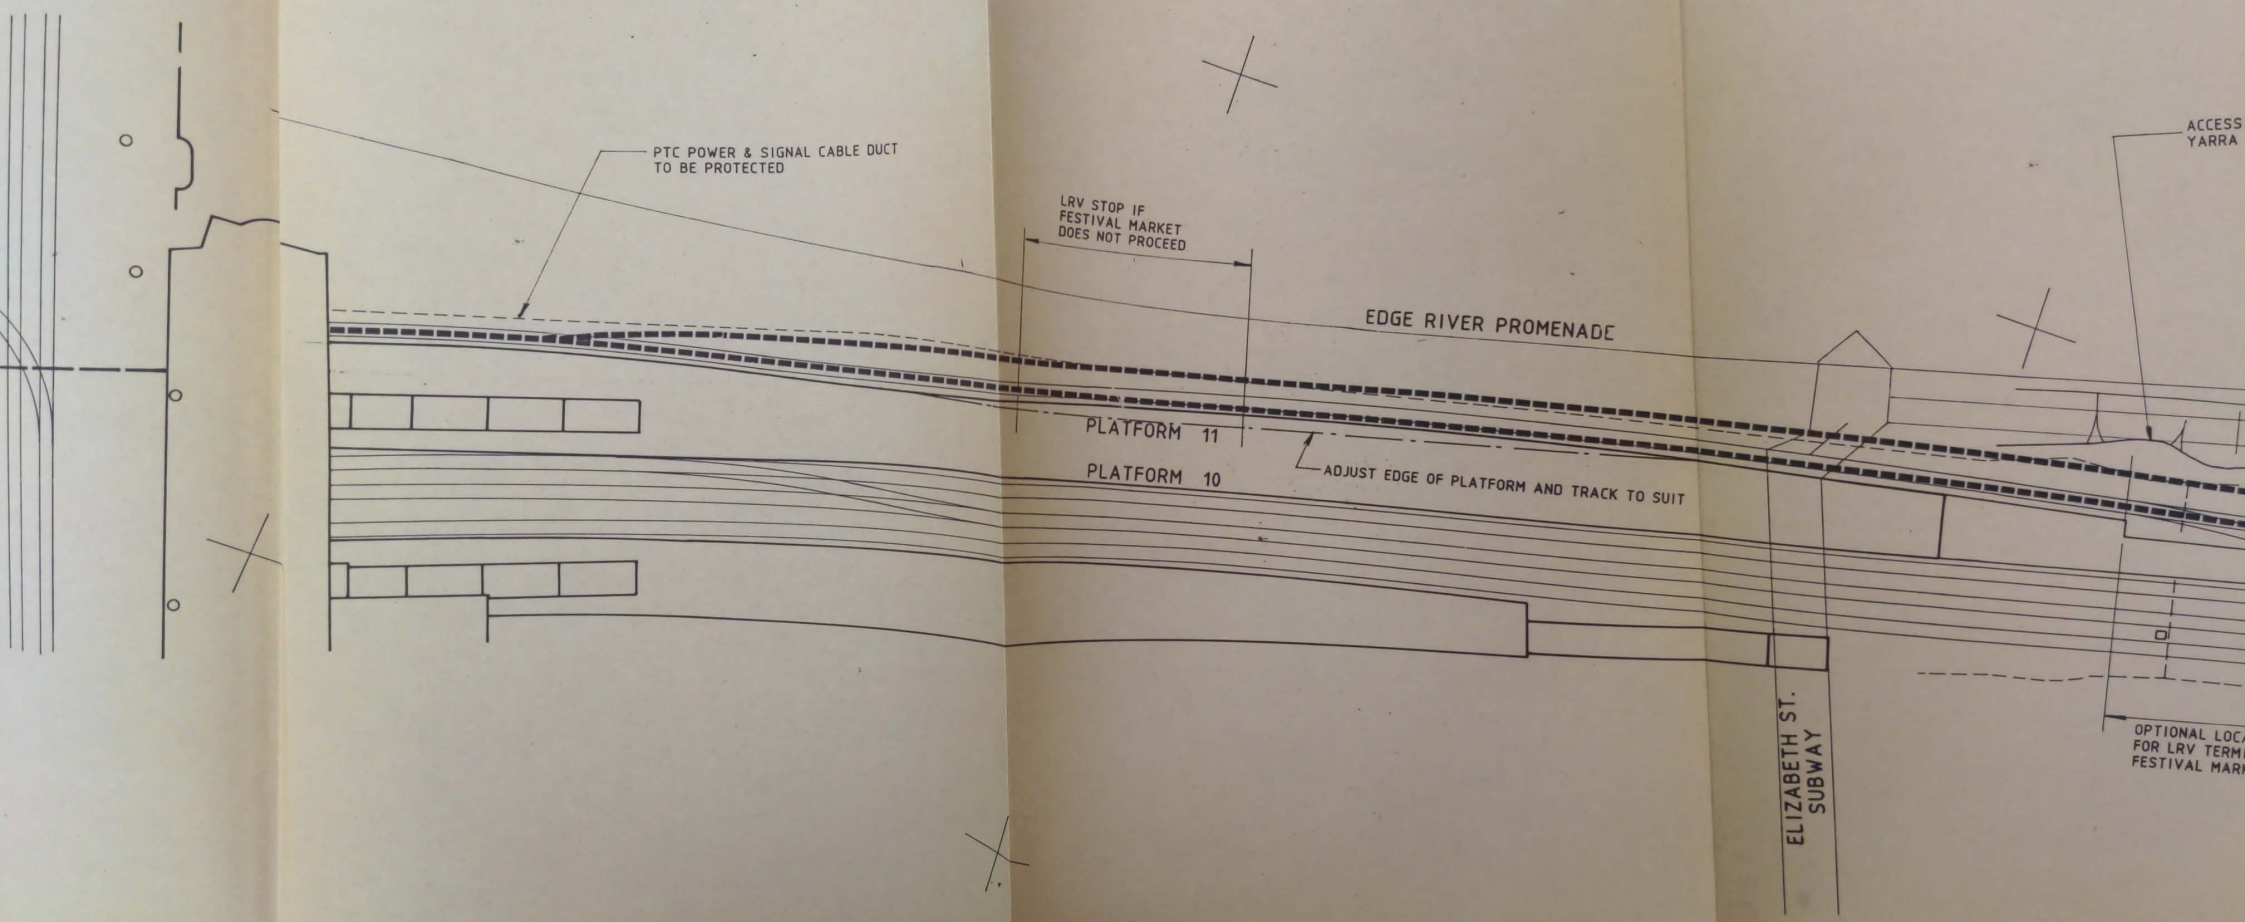 PTC POWER & SIGNAL CABLE DUCT
TO BE PROTECTED
LRV STOP IF
FESTIVAL MARKET
DOES NOT PROCEED
EDGE RIVER PROMENADE
ACCESS
YARRA
PLATFORM 11
PLATFORM 10
ADJUST EDGE OF PLATFORM AND TRACK TO SUIT
ELIZABETH ST.
SUBWAY
OPTIONAL LOCA
FOR LRV TERMI
FESTIVAL MARK